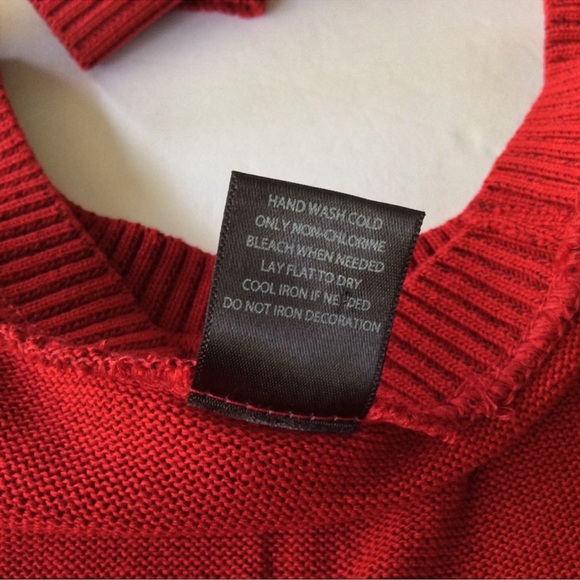 HAND WASH COLD
ONLY NON-CHLORINE
BLEACH WHEN NEEDED
LAY FLAT TO DRY
COOL IRON IF NEEDED
DO NOT IRON DECORATION